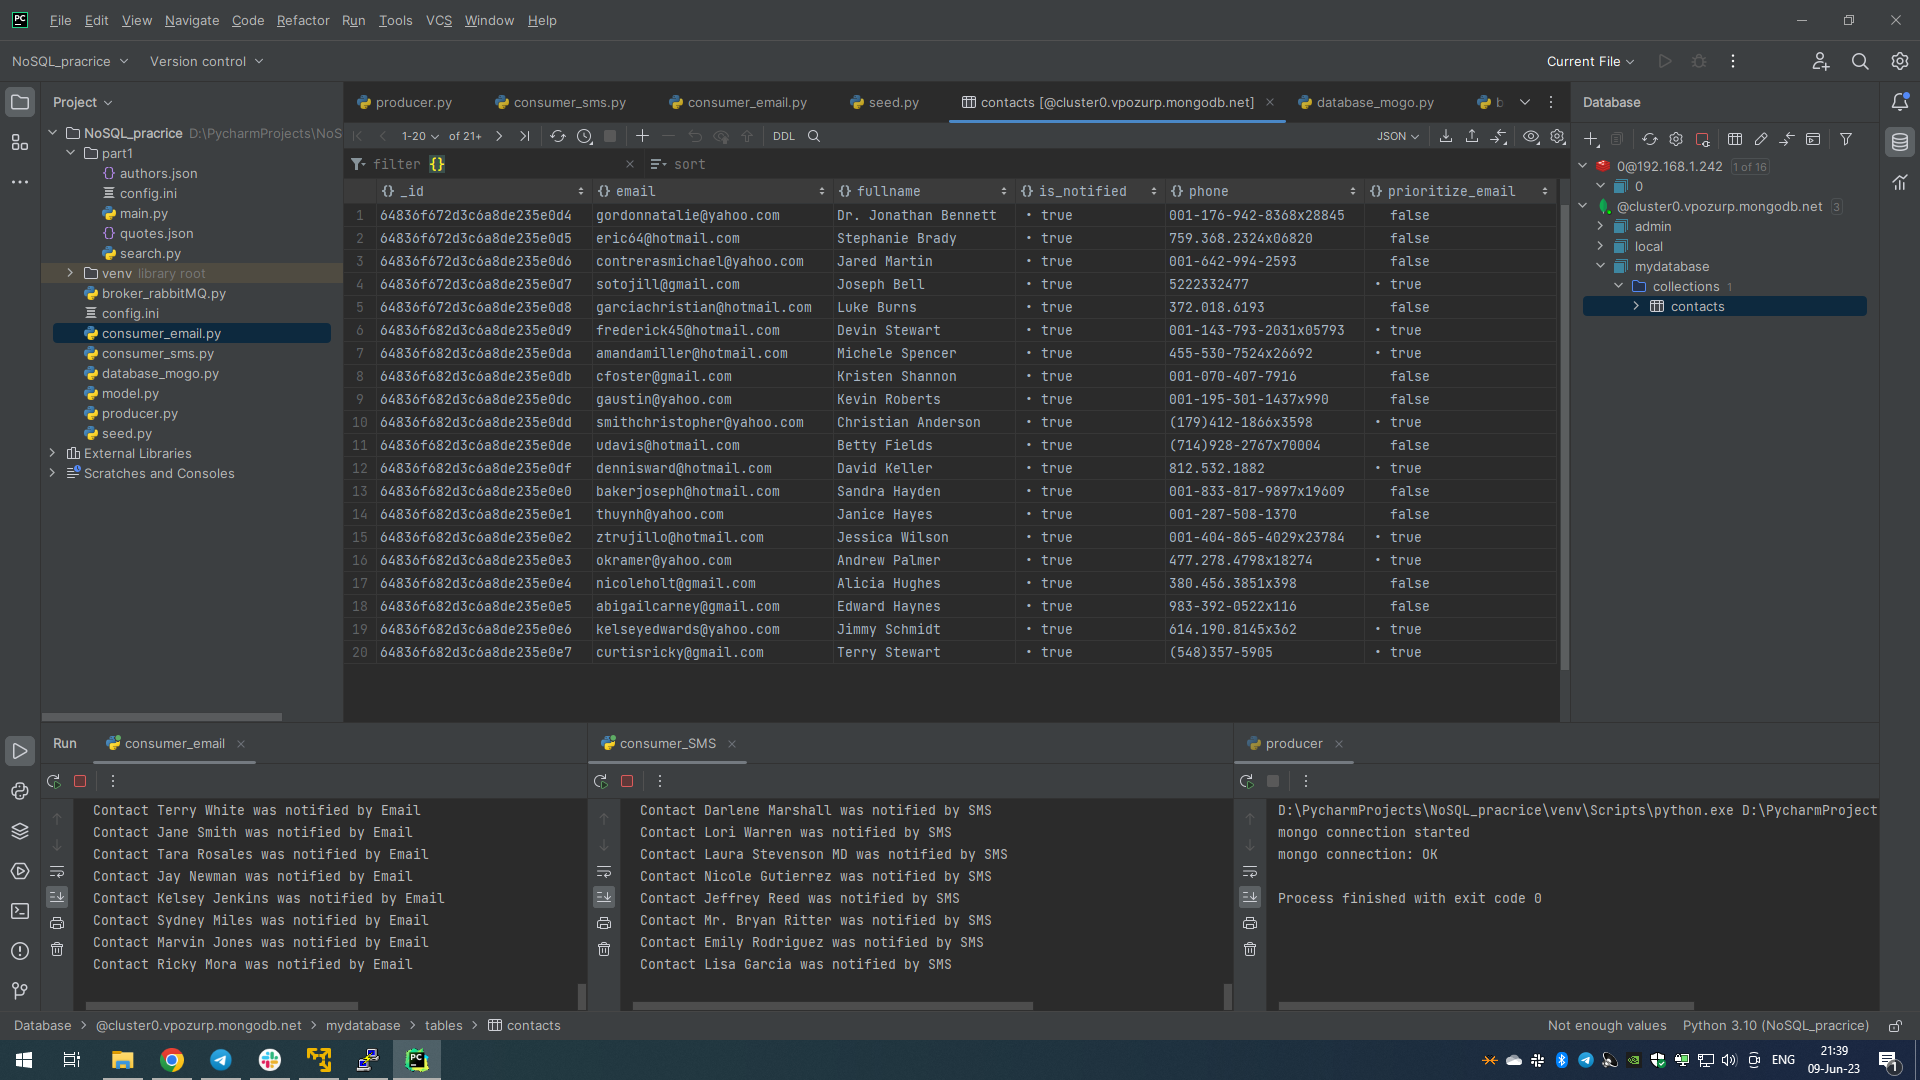 File Edit View Navigate Code Refactor Run Tools VCS Window Help
NoSQL_pracrice Version control Current File
Project
NoSQL_pracrice D:\PycharmProjects\NoS
part1
authors.json
config.ini
main.py
quotes.json
search.py
venv library root
broker_rabbitMQ.py
config.ini
consumer_email.py
consumer_sms.py
database_mogo.py
model.py
producer.py
seed.py
External Libraries
Scratches and Consoles
producer.py consumer_sms.py consumer_email.py seed.py contacts [@cluster0.vpozurp.mongodb.net] database_mogo.py b
1-20 of 21+ DDL JSON
filter {} sort
_id email fullname is_notified phone prioritize_email
1 64836f672d3c6a8de235e0d4 gordonnatalie@yahoo.com Dr. Jonathan Bennett • true 001-176-942-8368x28845 false
2 64836f682d3c6a8de235e0d5 eric64@hotmail.com Stephanie Brady • true 759.368.2324x06820 false
3 64836f682d3c6a8de235e0d6 contrerasmichael@yahoo.com Jared Martin • true 001-642-994-2593 false
4 64836f682d3c6a8de235e0d7 sotojill@gmail.com Joseph Bell • true 5222332477 • true
5 64836f682d3c6a8de235e0d8 garciachristian@hotmail.com Luke Burns • true 372.018.6193 false
6 64836f682d3c6a8de235e0d9 frederick45@hotmail.com Devin Stewart • true 001-143-793-2031x05793 • true
7 64836f682d3c6a8de235e0da amandamiller@hotmail.com Michele Spencer • true 455-530-7524x26692 • true
8 64836f682d3c6a8de235e0db cfoster@gmail.com Kristen Shannon • true 001-070-407-7916 false
9 64836f682d3c6a8de235e0dc gaustin@yahoo.com Kevin Roberts • true 001-195-301-1437x990 false
10 64836f682d3c6a8de235e0dd smithchristopher@yahoo.com Christian Anderson • true (179)412-1866x3598 • true
11 64836f682d3c6a8de235e0de udavis@hotmail.com Betty Fields • true (714)928-2767x70004 false
12 64836f682d3c6a8de235e0df dennisward@hotmail.com David Keller • true 812.532.1882 • true
13 64836f682d3c6a8de235e0e0 bakerjoseph@hotmail.com Sandra Hayden • true 001-833-817-9897x19609 false
14 64836f682d3c6a8de235e0e1 thuynh@yahoo.com Janice Hayes • true 001-287-508-1370 false
15 64836f682d3c6a8de235e0e2 ztrujillo@hotmail.com Jessica Wilson • true 001-404-865-4029x23784 • true
16 64836f682d3c6a8de235e0e3 okramer@yahoo.com Andrew Palmer • true 477.278.4798x18274 • true
17 64836f682d3c6a8de235e0e4 nicoleholt@gmail.com Alicia Hughes • true 380.456.3851x398 false
18 64836f682d3c6a8de235e0e5 abigailcarney@gmail.com Edward Haynes • true 983-392-0522x116 false
19 64836f682d3c6a8de235e0e6 kelseyedwards@yahoo.com Jimmy Schmidt • true 614.190.8145x362 • true
20 64836f682d3c6a8de235e0e7 curtisricky@gmail.com Terry Stewart • true (548)357-5905 • true
Database
0@192.168.1.242 1 of 16
0
@cluster0.vpozurp.mongodb.net 3
admin
local
mydatabase
collections 1
contacts
Run consumer_email
Contact Terry White was notified by Email
Contact Jane Smith was notified by Email
Contact Tara Rosales was notified by Email
Contact Jay Newman was notified by Email
Contact Kelsey Jenkins was notified by Email
Contact Sydney Miles was notified by Email
Contact Marvin Jones was notified by Email
Contact Ricky Mora was notified by Email
consumer_SMS
Contact Darlene Marshall was notified by SMS
Contact Lori Warren was notified by SMS
Contact Laura Stevenson MD was notified by SMS
Contact Nicole Gutierrez was notified by SMS
Contact Jeffrey Reed was notified by SMS
Contact Mr. Bryan Ritter was notified by SMS
Contact Emily Rodriguez was notified by SMS
Contact Lisa Garcia was notified by SMS
producer
D:\PycharmProjects\NoSQL_pracrice\venv\Scripts\python.exe D:\PycharmProject
mongo connection started
mongo connection: OK
Process finished with exit code 0
Database > @cluster0.vpozurp.mongodb.net > mydatabase > tables > contacts Not enough values Python 3.10 (NoSQL_pracrice)
ENG 21:39
09-Jun-23 1